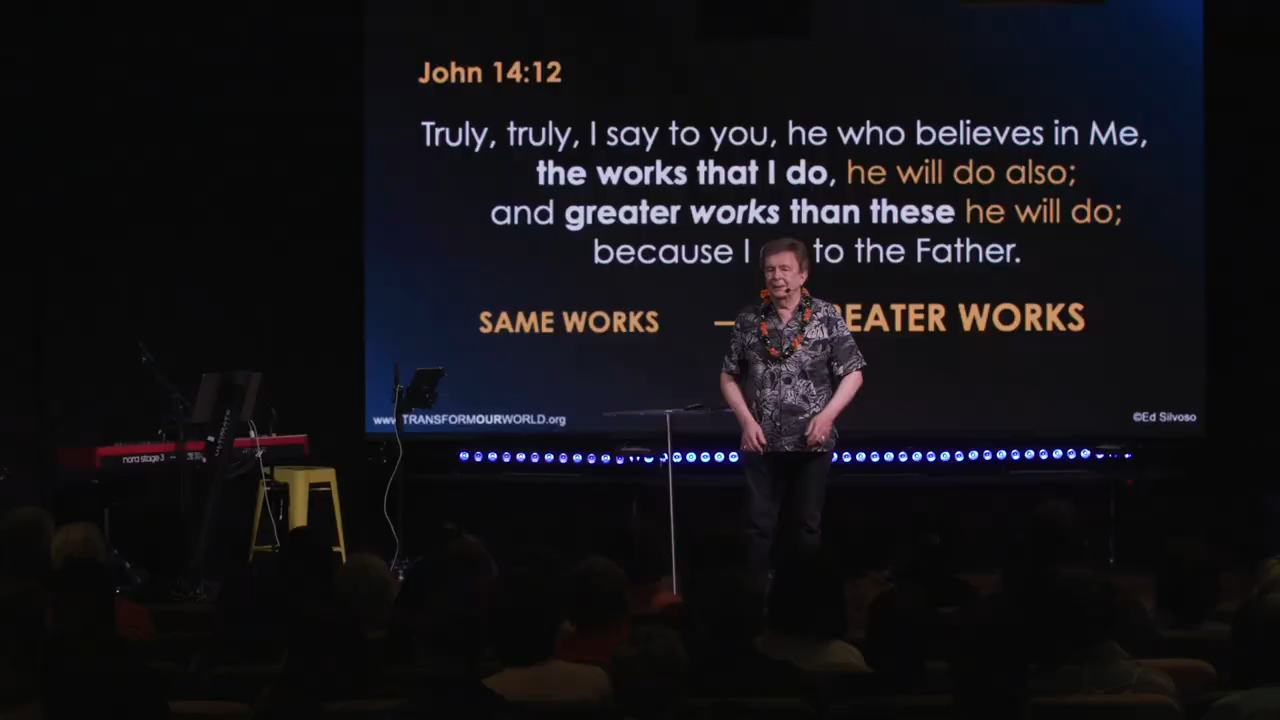 John 14:12
Truly, truly, I say to you, he who believes in Me,
the works that I do, he will do also;
and greater works than these he will do;
because I to the Father.
SAME WORKS — EATER WORKS
www.TRANSFORMOURWORLD.org
©Ed Silvoso
nord stage 3